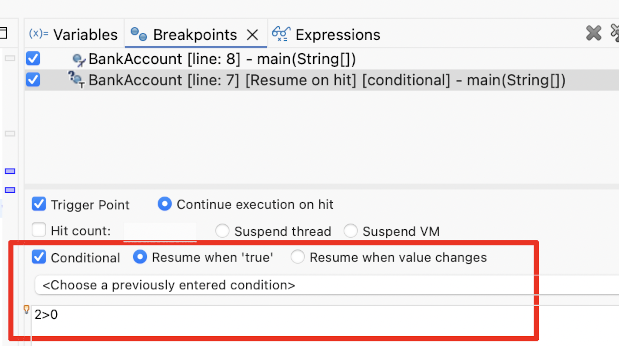 (x)= Variables Breakpoints Expressions
BankAccount [line: 8] - main(String[])
BankAccount [line: 7] [Resume on hit] [conditional] - main(String[])
Trigger Point Continue execution on hit
Hit count: Suspend thread Suspend VM
Conditional Resume when 'true' Resume when value changes
<Choose a previously entered condition>
2>0